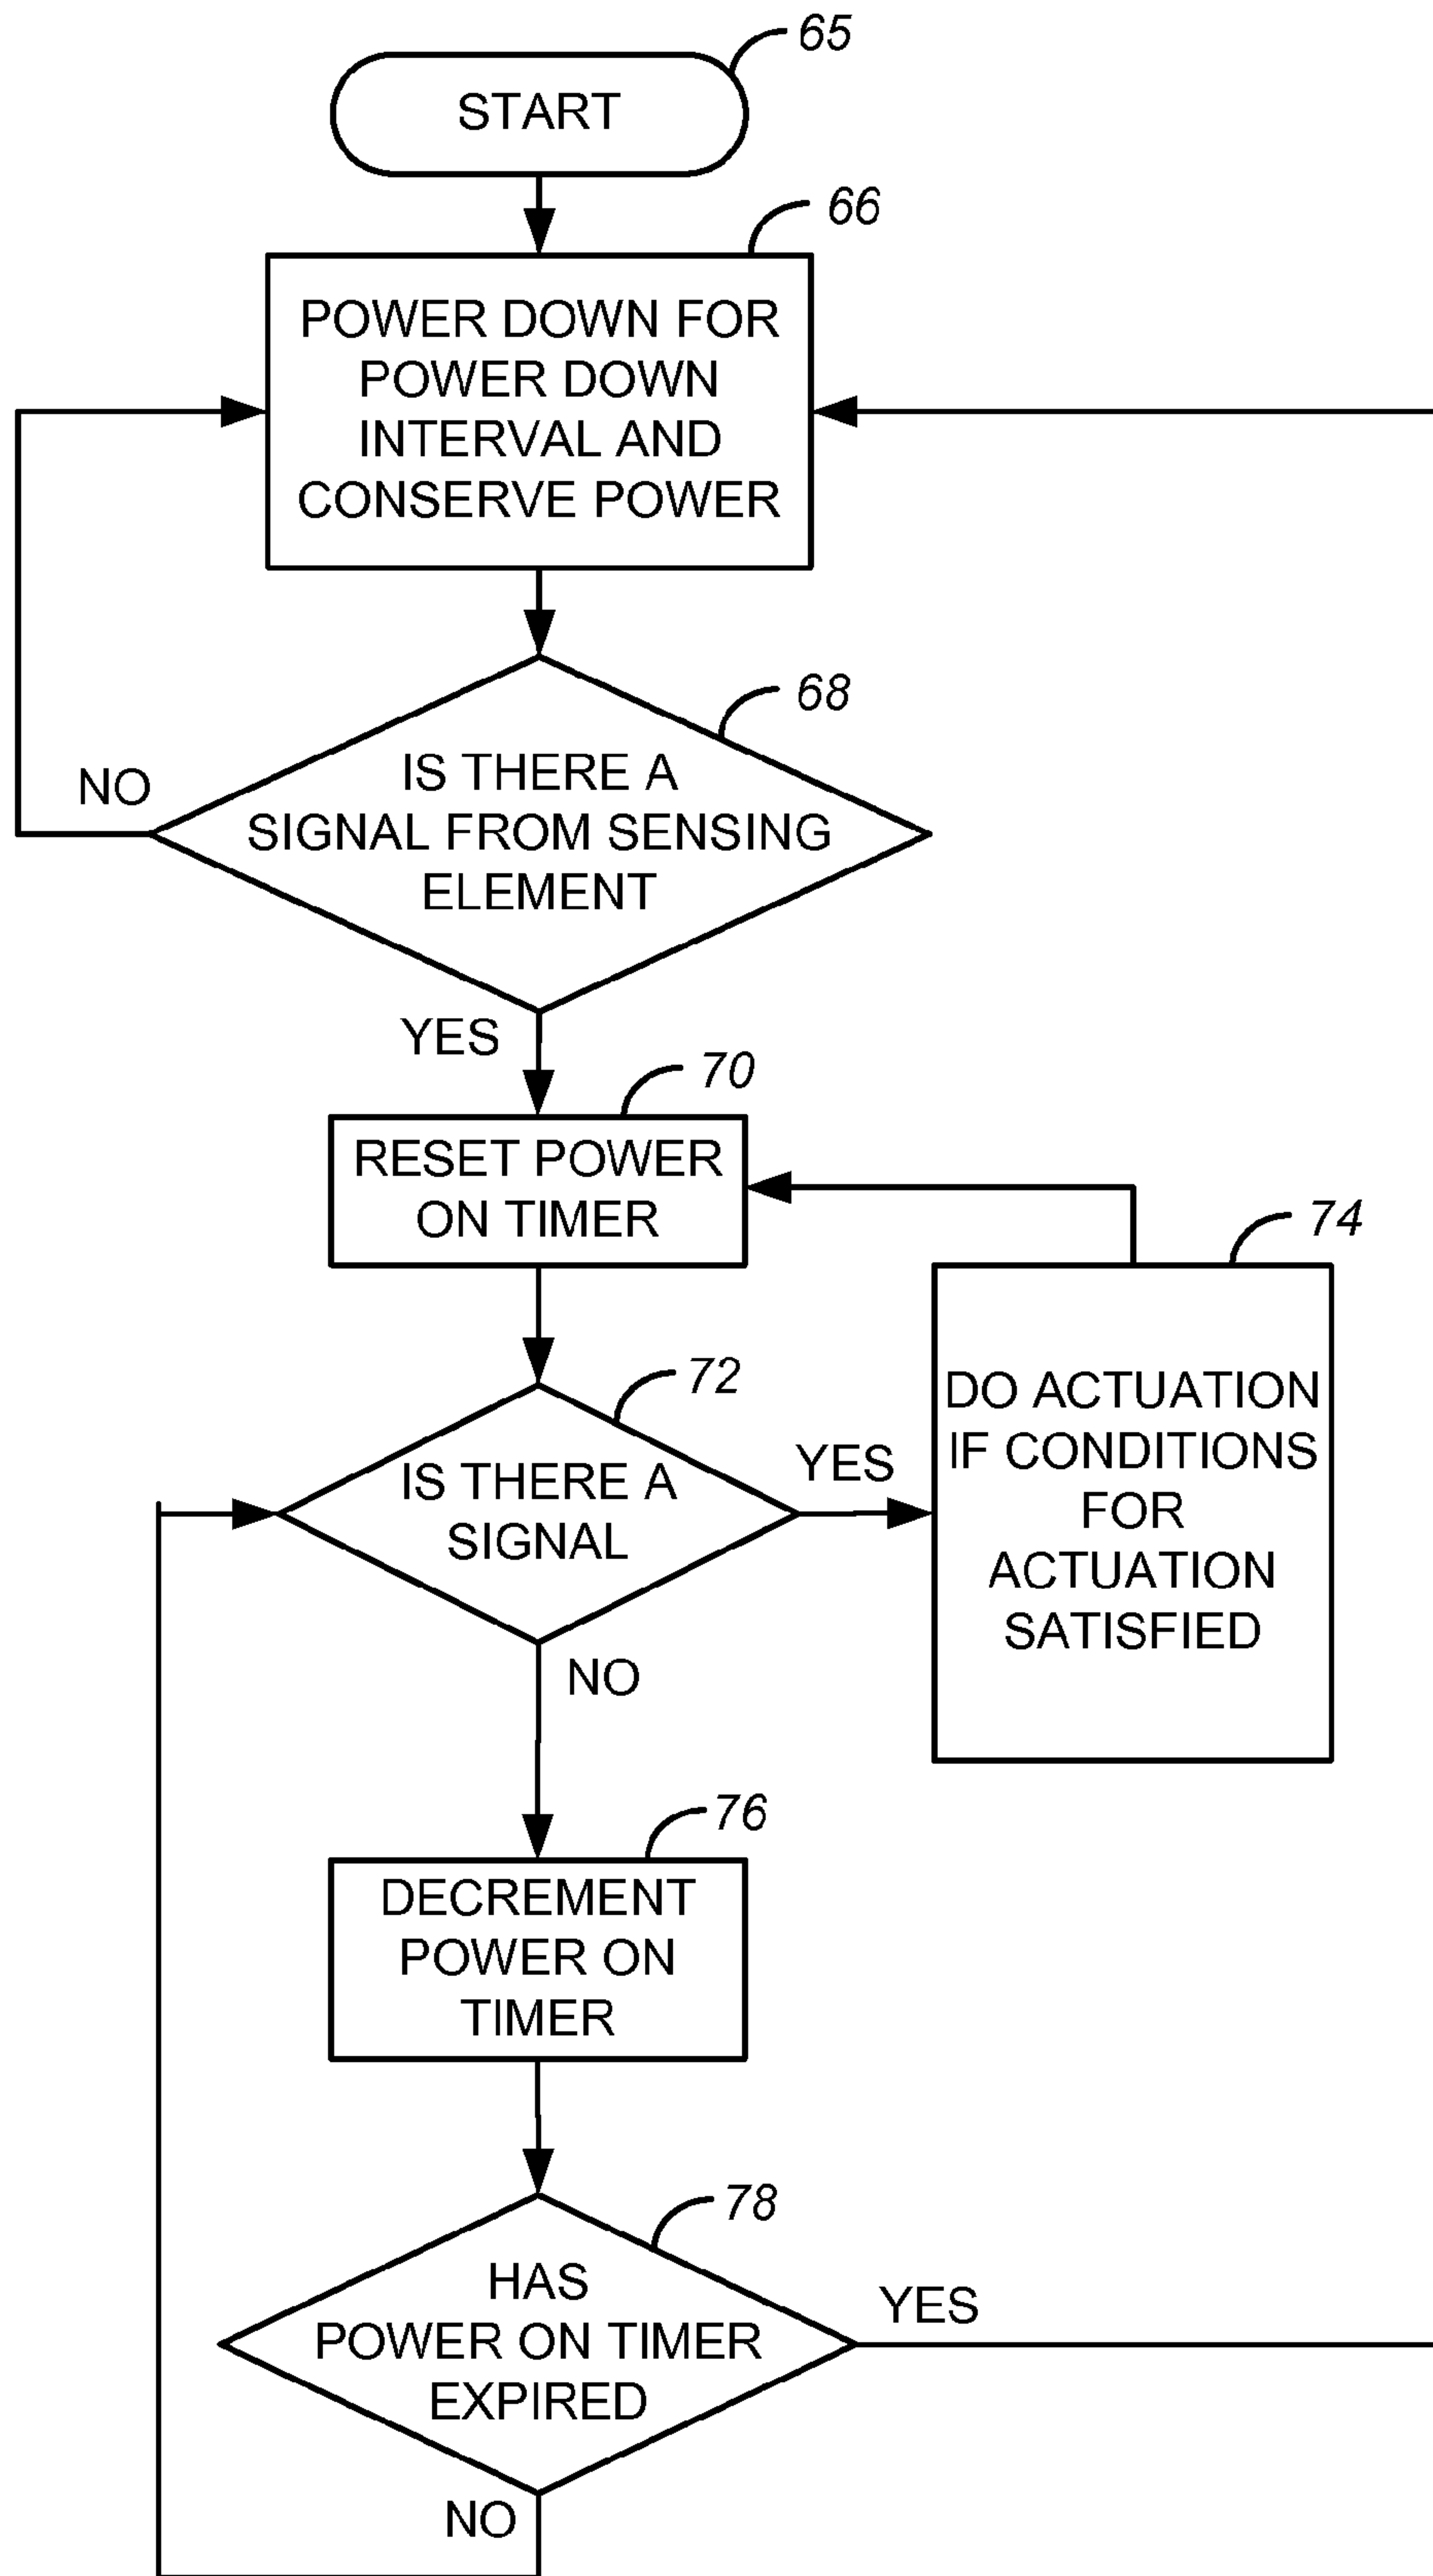 65
START
66
POWER DOWN FOR
POWER DOWN
INTERVAL AND
CONSERVE POWER
68
NO
IS THERE A
SIGNAL FROM SENSING
ELEMENT
YES
70
RESET POWER
ON TIMER
74
72
DO ACTUATION
IF CONDITIONS
FOR
ACTUATION
SATISFIED
YES
IS THERE A
SIGNAL
NO
76
DECREMENT
POWER ON
TIMER
78
HAS
POWER ON TIMER
EXPIRED
YES
NO